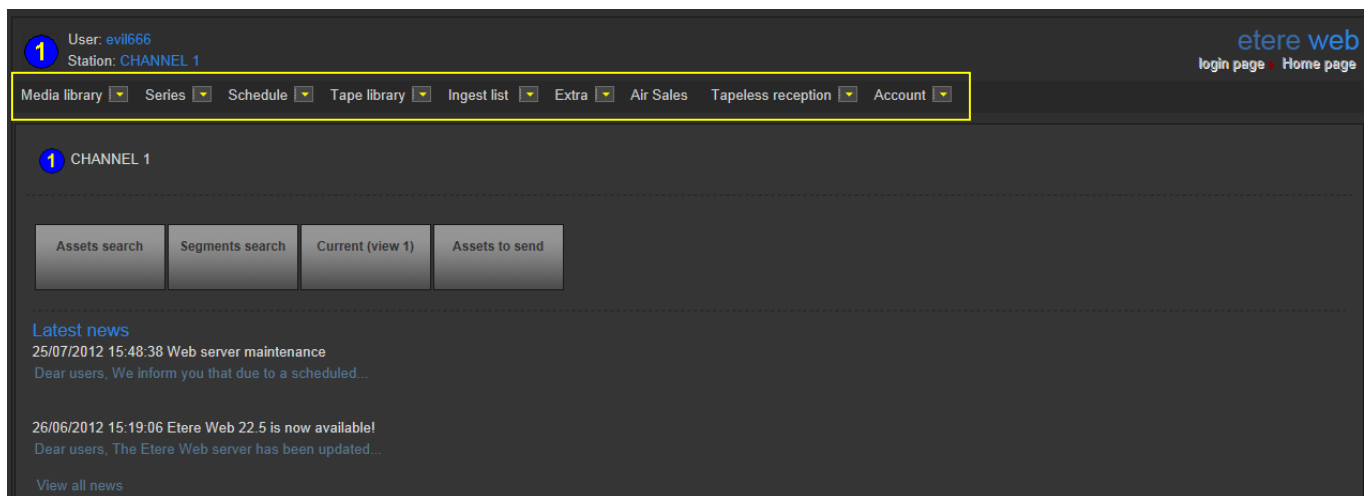 1
User: evil666
Station: CHANNEL 1
etere web
login page Home page
Media library Series Schedule Tape library Ingest list Extra Air Sales Tapeless reception Account
1 CHANNEL 1
Assets search Segments search Current (view 1) Assets to send
Latest news
25/07/2012 15:48:38 Web server maintenance
Dear users, We inform you that due to a scheduled...
26/06/2012 15:19:06 Etere Web 22.5 is now available!
Dear users, The Etere Web server has been updated...
View all news